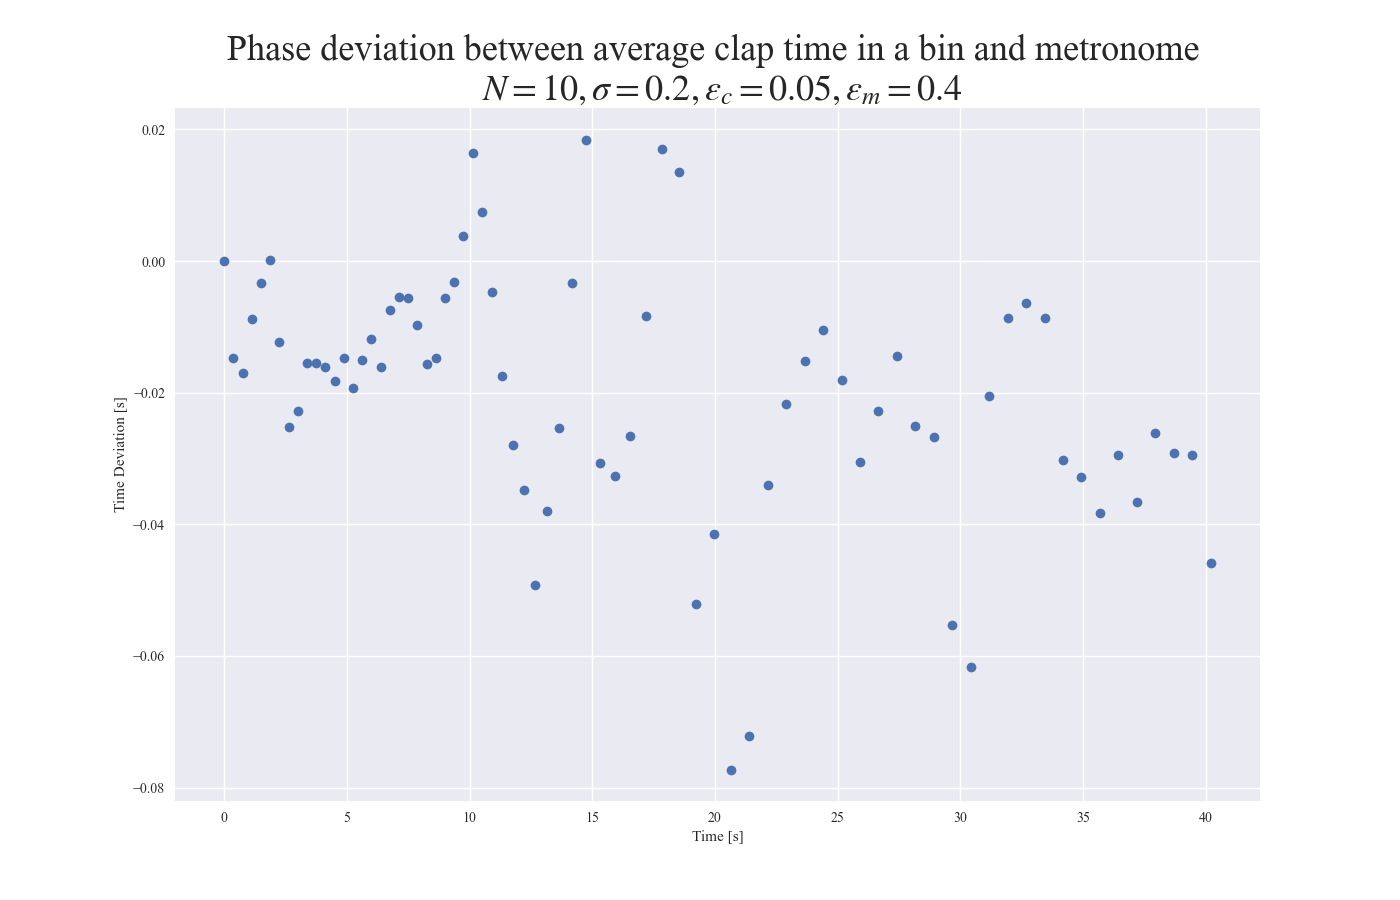 Phase deviation between average clap time in a bin and metronome
N = 10, σ = 0.2, ε_c = 0.05, ε_m = 0.4
0.02
0.00
−0.02
−0.04
−0.06
−0.08
Time Deviation [s]
0 5 10 15 20 25 30 35 40
Time [s]